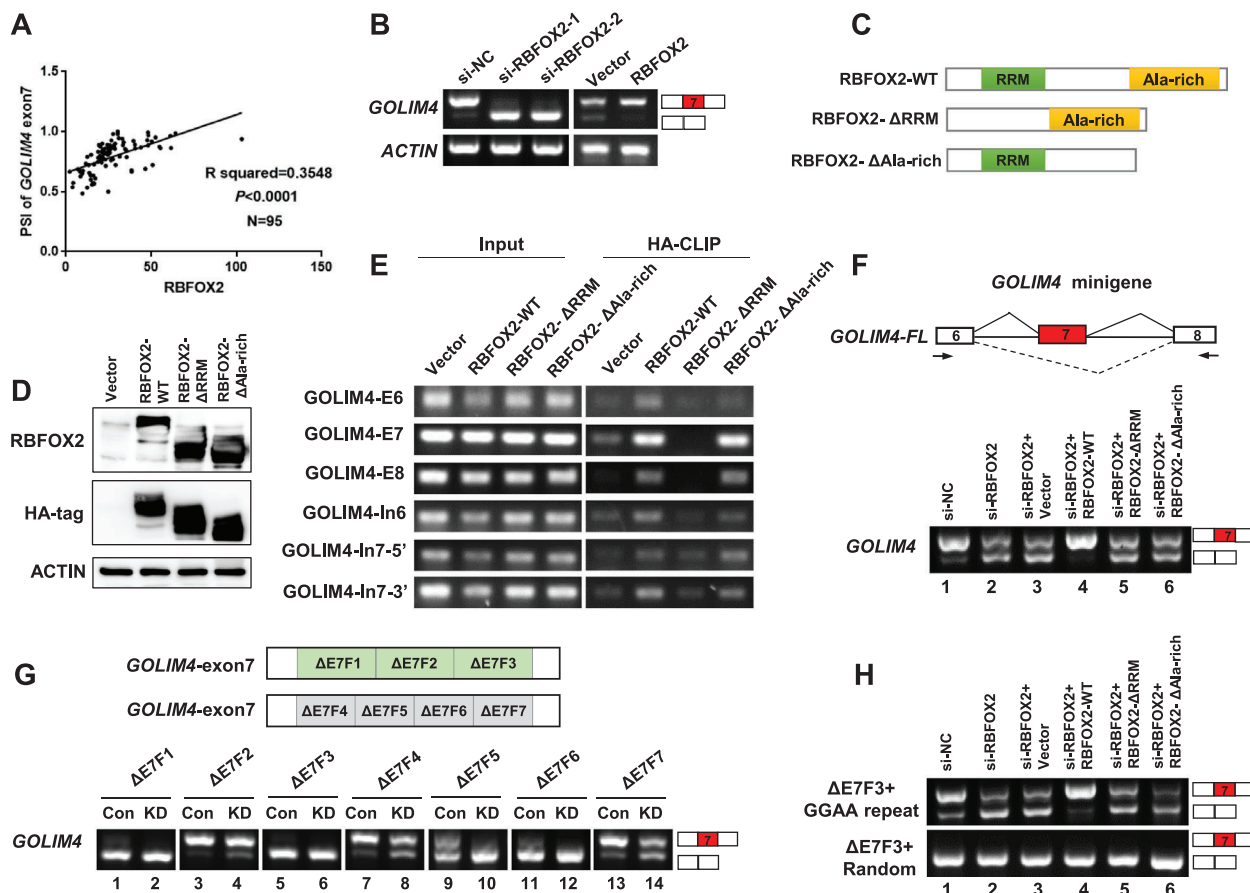 A
PSI of GOLIM4 exon7
1.5
1.0
0.5
0.0
0
50
100
150
RBFOX2
R squared=0.3548
P<0.0001
N=95
B
si-NC
si-RBFOX2-1
si-RBFOX2-2
Vector
RBFOX2
GOLIM4
7
ACTIN
C
RBFOX2-WT
RRM
Ala-rich
RBFOX2- ΔRRM
Ala-rich
RBFOX2- ΔAla-rich
RRM
D
Vector
RBFOX2-
WT
RBFOX2-
ΔRRM
RBFOX2-
ΔAla-rich
RBFOX2
HA-tag
ACTIN
E
Input
HA-CLIP
Vector
RBFOX2-WT
RBFOX2- ΔRRM
RBFOX2- ΔAla-rich
Vector
RBFOX2-WT
RBFOX2- ΔRRM
RBFOX2- ΔAla-rich
GOLIM4-E6
GOLIM4-E7
GOLIM4-E8
GOLIM4-In6
GOLIM4-In7-5'
GOLIM4-In7-3'
F
GOLIM4 minigene
GOLIM4-FL
6
7
8
si-NC
si-RBFOX2
si-RBFOX2+
Vector
si-RBFOX2+
RBFOX2-WT
si-RBFOX2+
RBFOX2-ΔRRM
si-RBFOX2+
RBFOX2- ΔAla-rich
GOLIM4
7
1 2 3 4 5 6
G
GOLIM4-exon7
ΔE7F1 ΔE7F2 ΔE7F3
GOLIM4-exon7
ΔE7F4 ΔE7F5 ΔE7F6 ΔE7F7
ΔE7F1 ΔE7F2 ΔE7F3 ΔE7F4 ΔE7F5 ΔE7F6 ΔE7F7
Con KD Con KD Con KD Con KD Con KD Con KD Con KD
GOLIM4
7
1 2 3 4 5 6 7 8 9 10 11 12 13 14
H
si-NC
si-RBFOX2
si-RBFOX2+
Vector
si-RBFOX2+
RBFOX2-WT
si-RBFOX2+
RBFOX2-ΔRRM
si-RBFOX2+
RBFOX2- ΔAla-rich
ΔE7F3+
GGAA repeat
7
ΔE7F3+
Random
7
1 2 3 4 5 6